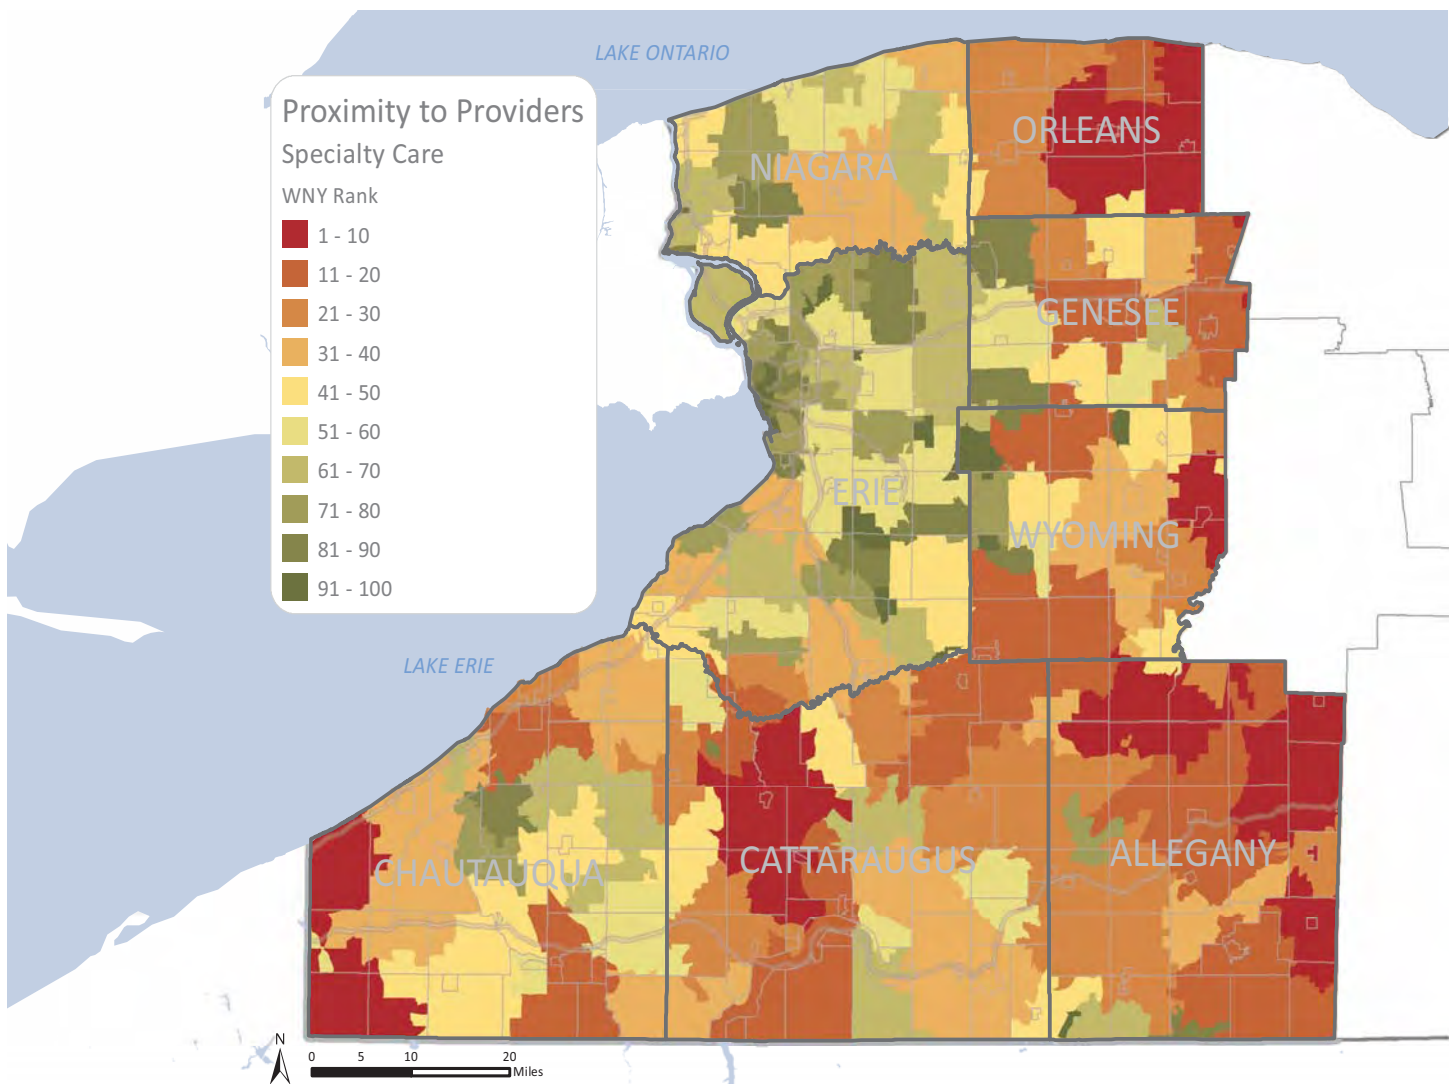 LAKE ONTARIO
Proximity to Providers
Specialty Care
WNY Rank
1 - 10
11 - 20
21 - 30
31 - 40
41 - 50
51 - 60
61 - 70
71 - 80
81 - 90
91 - 100
ORLEANS
NIAGARA
GENESEE
ERIE
WYOMING
LAKE ERIE
CHAUTAUQUA
CATTARAUGUS
ALLEGANY
N
0 5 10 20
Miles